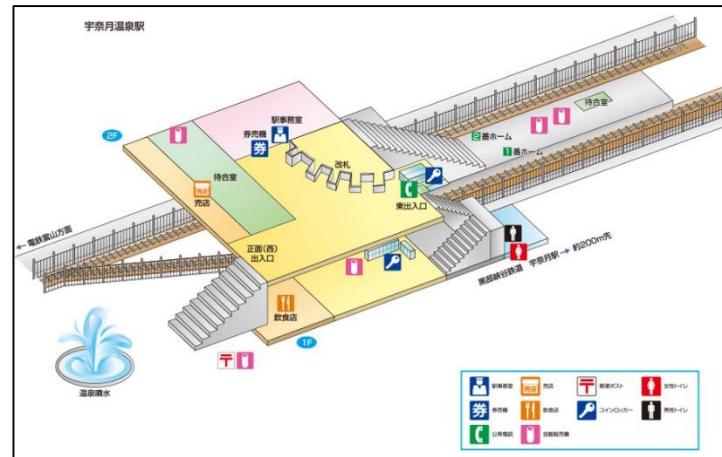 宇奈月温泉駅
2F
駅事務室
券売機
券
改札
待合室
売店
売店
正面(西)
出入口
東出入口
2番ホーム
1番ホーム
待合室
← 電鉄富山方面
黒部峡谷鉄道 宇奈月駅 → 約200m先
飲食店
1F
〒
温泉噴水
駅事務室
売店
売店
〒
郵便ポスト
女性トイレ
券
券売機
飲食店
コインロッカー
男性トイレ
公衆電話
自動販売機